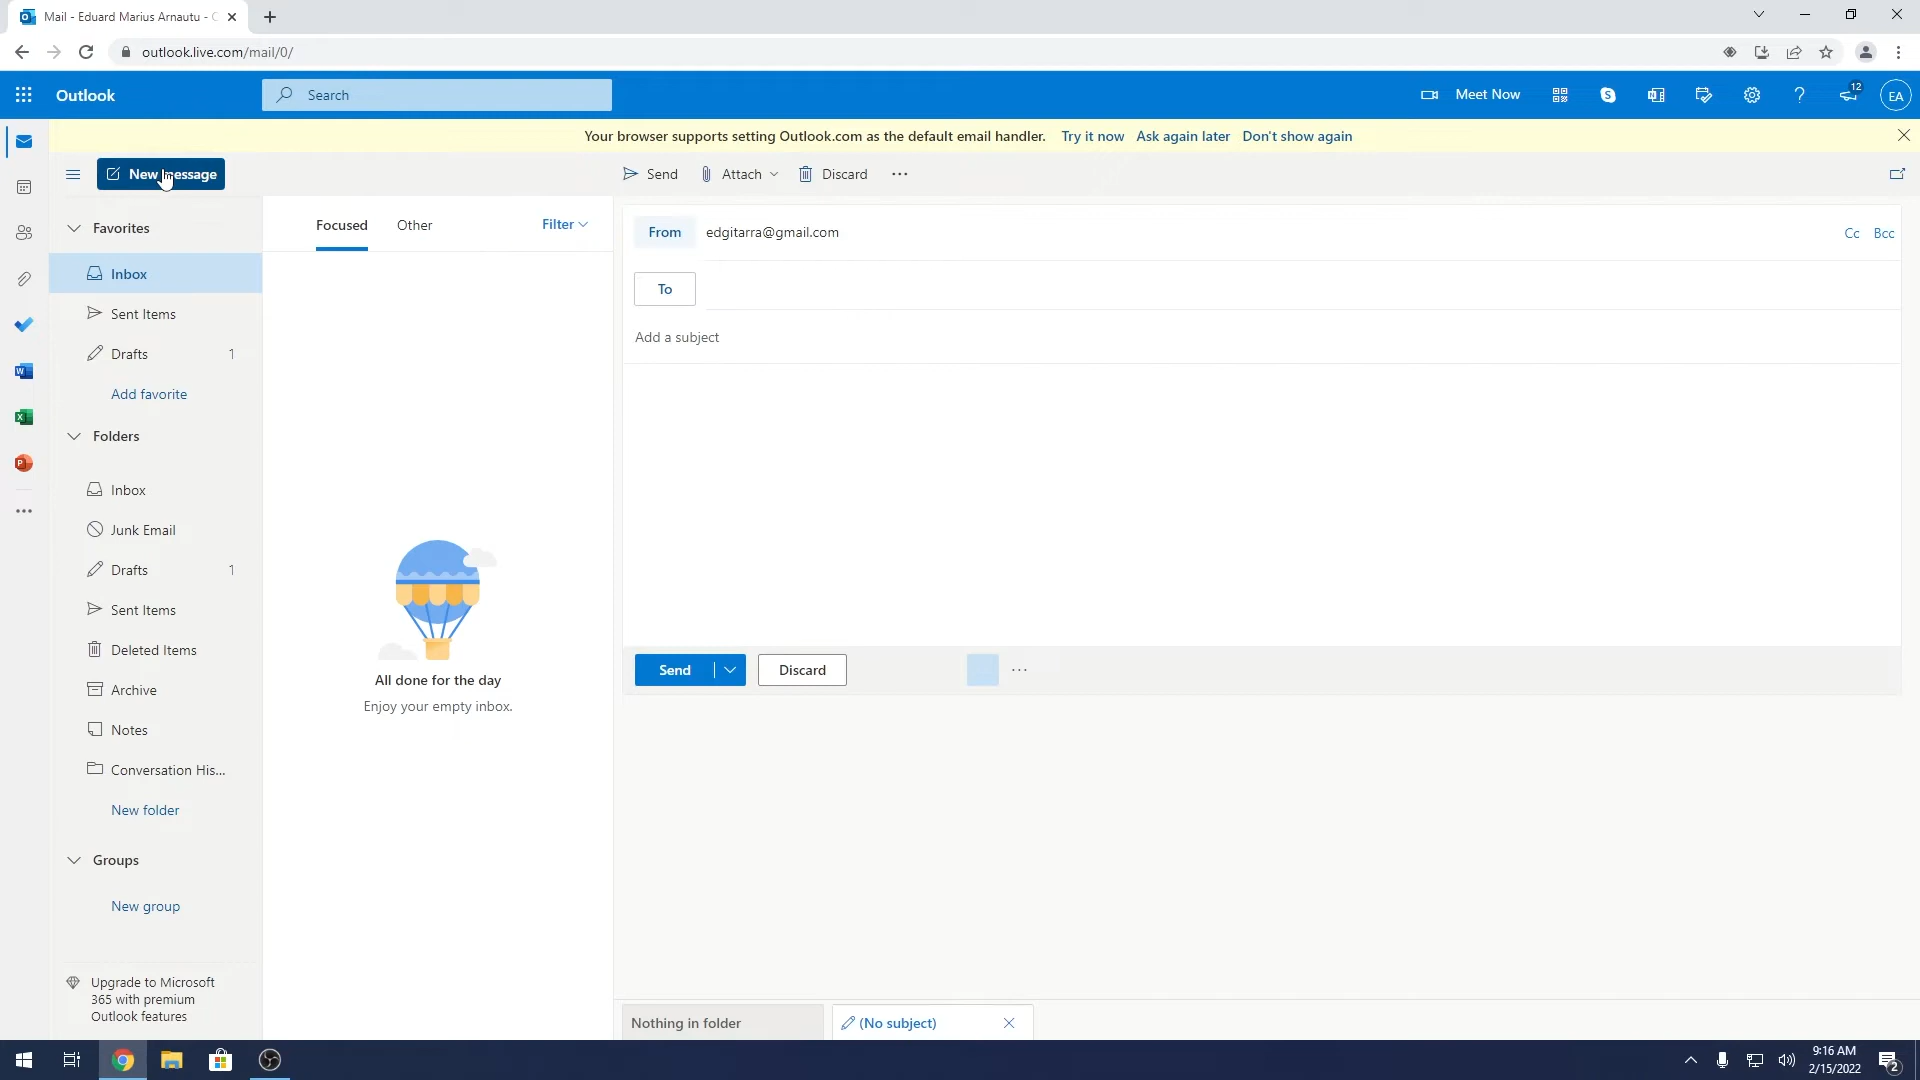 Mail - Eduard Marius Arnautu -
outlook.live.com/mail/0/
Outlook
Search
Meet Now
12
EA
Your browser supports setting Outlook.com as the default email handler. Try it now Ask again later Don't show again
New message
Send
Attach
Discard
Favorites
Inbox
Sent Items
Drafts 1
Add favorite
Folders
Inbox
Junk Email
Drafts 1
Sent Items
Deleted Items
Archive
Notes
Conversation His...
New folder
Groups
New group
Upgrade to Microsoft
365 with premium
Outlook features
Focused
Other
Filter
All done for the day
Enjoy your empty inbox.
From
edgitarra@gmail.com
Cc Bcc
To
Add a subject
Send
Discard
Nothing in folder
(No subject)
9:16 AM
2/15/2022
2